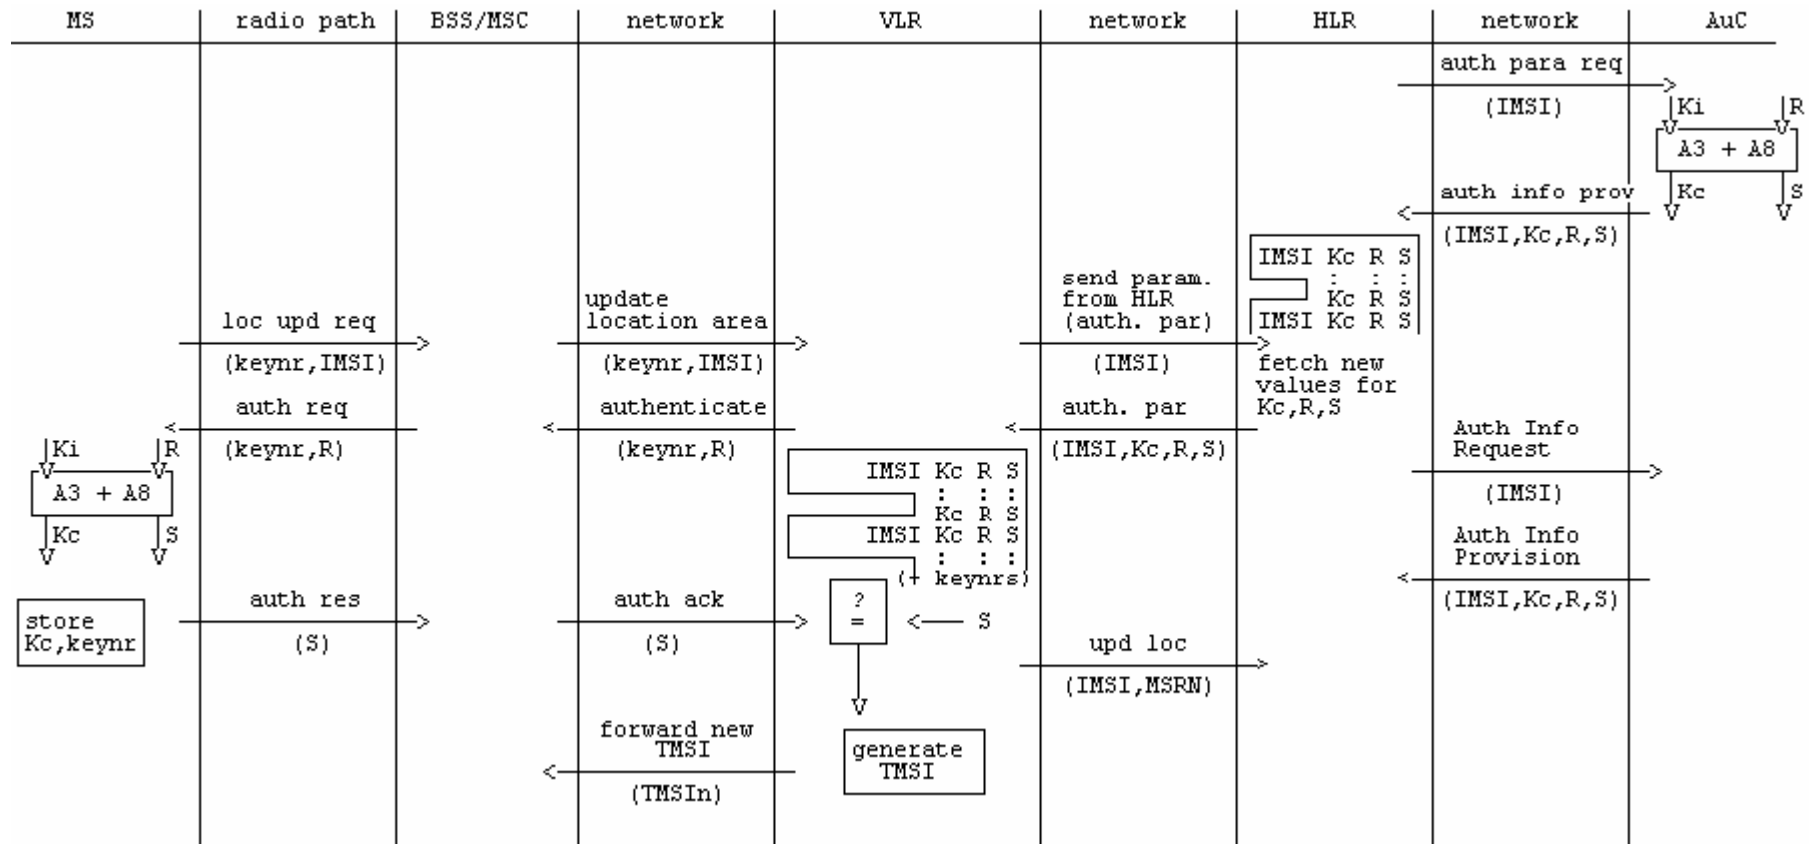 MS radio path BSS/MSC network VLR network HLR network AuC
auth para req
(IMSI)
Ki R
A3 + A8
auth info prov
Kc S
(IMSI,Kc,R,S)
IMSI Kc R S
: : :
Kc R S
IMSI Kc R S
send param.
from HLR
(auth. par)
update
location area
loc upd req
(keynr,IMSI)
(keynr,IMSI)
(IMSI)
fetch new
values for
Kc,R,S
auth req
authenticate
auth. par
(keynr,R)
(keynr,R)
(IMSI,Kc,R,S)
Ki R
A3 + A8
Kc S
IMSI Kc R S
: : :
Kc R S
IMSI Kc R S
: : :
(+ keynrs)
Auth Info
Request
(IMSI)
Auth Info
Provision
(IMSI,Kc,R,S)
store
Kc,keynr
auth res
(S)
auth ack
(S)
?
=
S
upd loc
(IMSI,MSRN)
forward new
TMSI
(TMSIn)
generate
TMSI